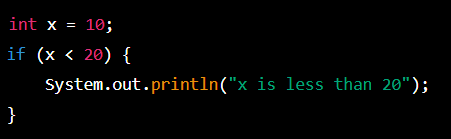 int x = 10;
if (x < 20) {
    System.out.println("x is less than 20");
}